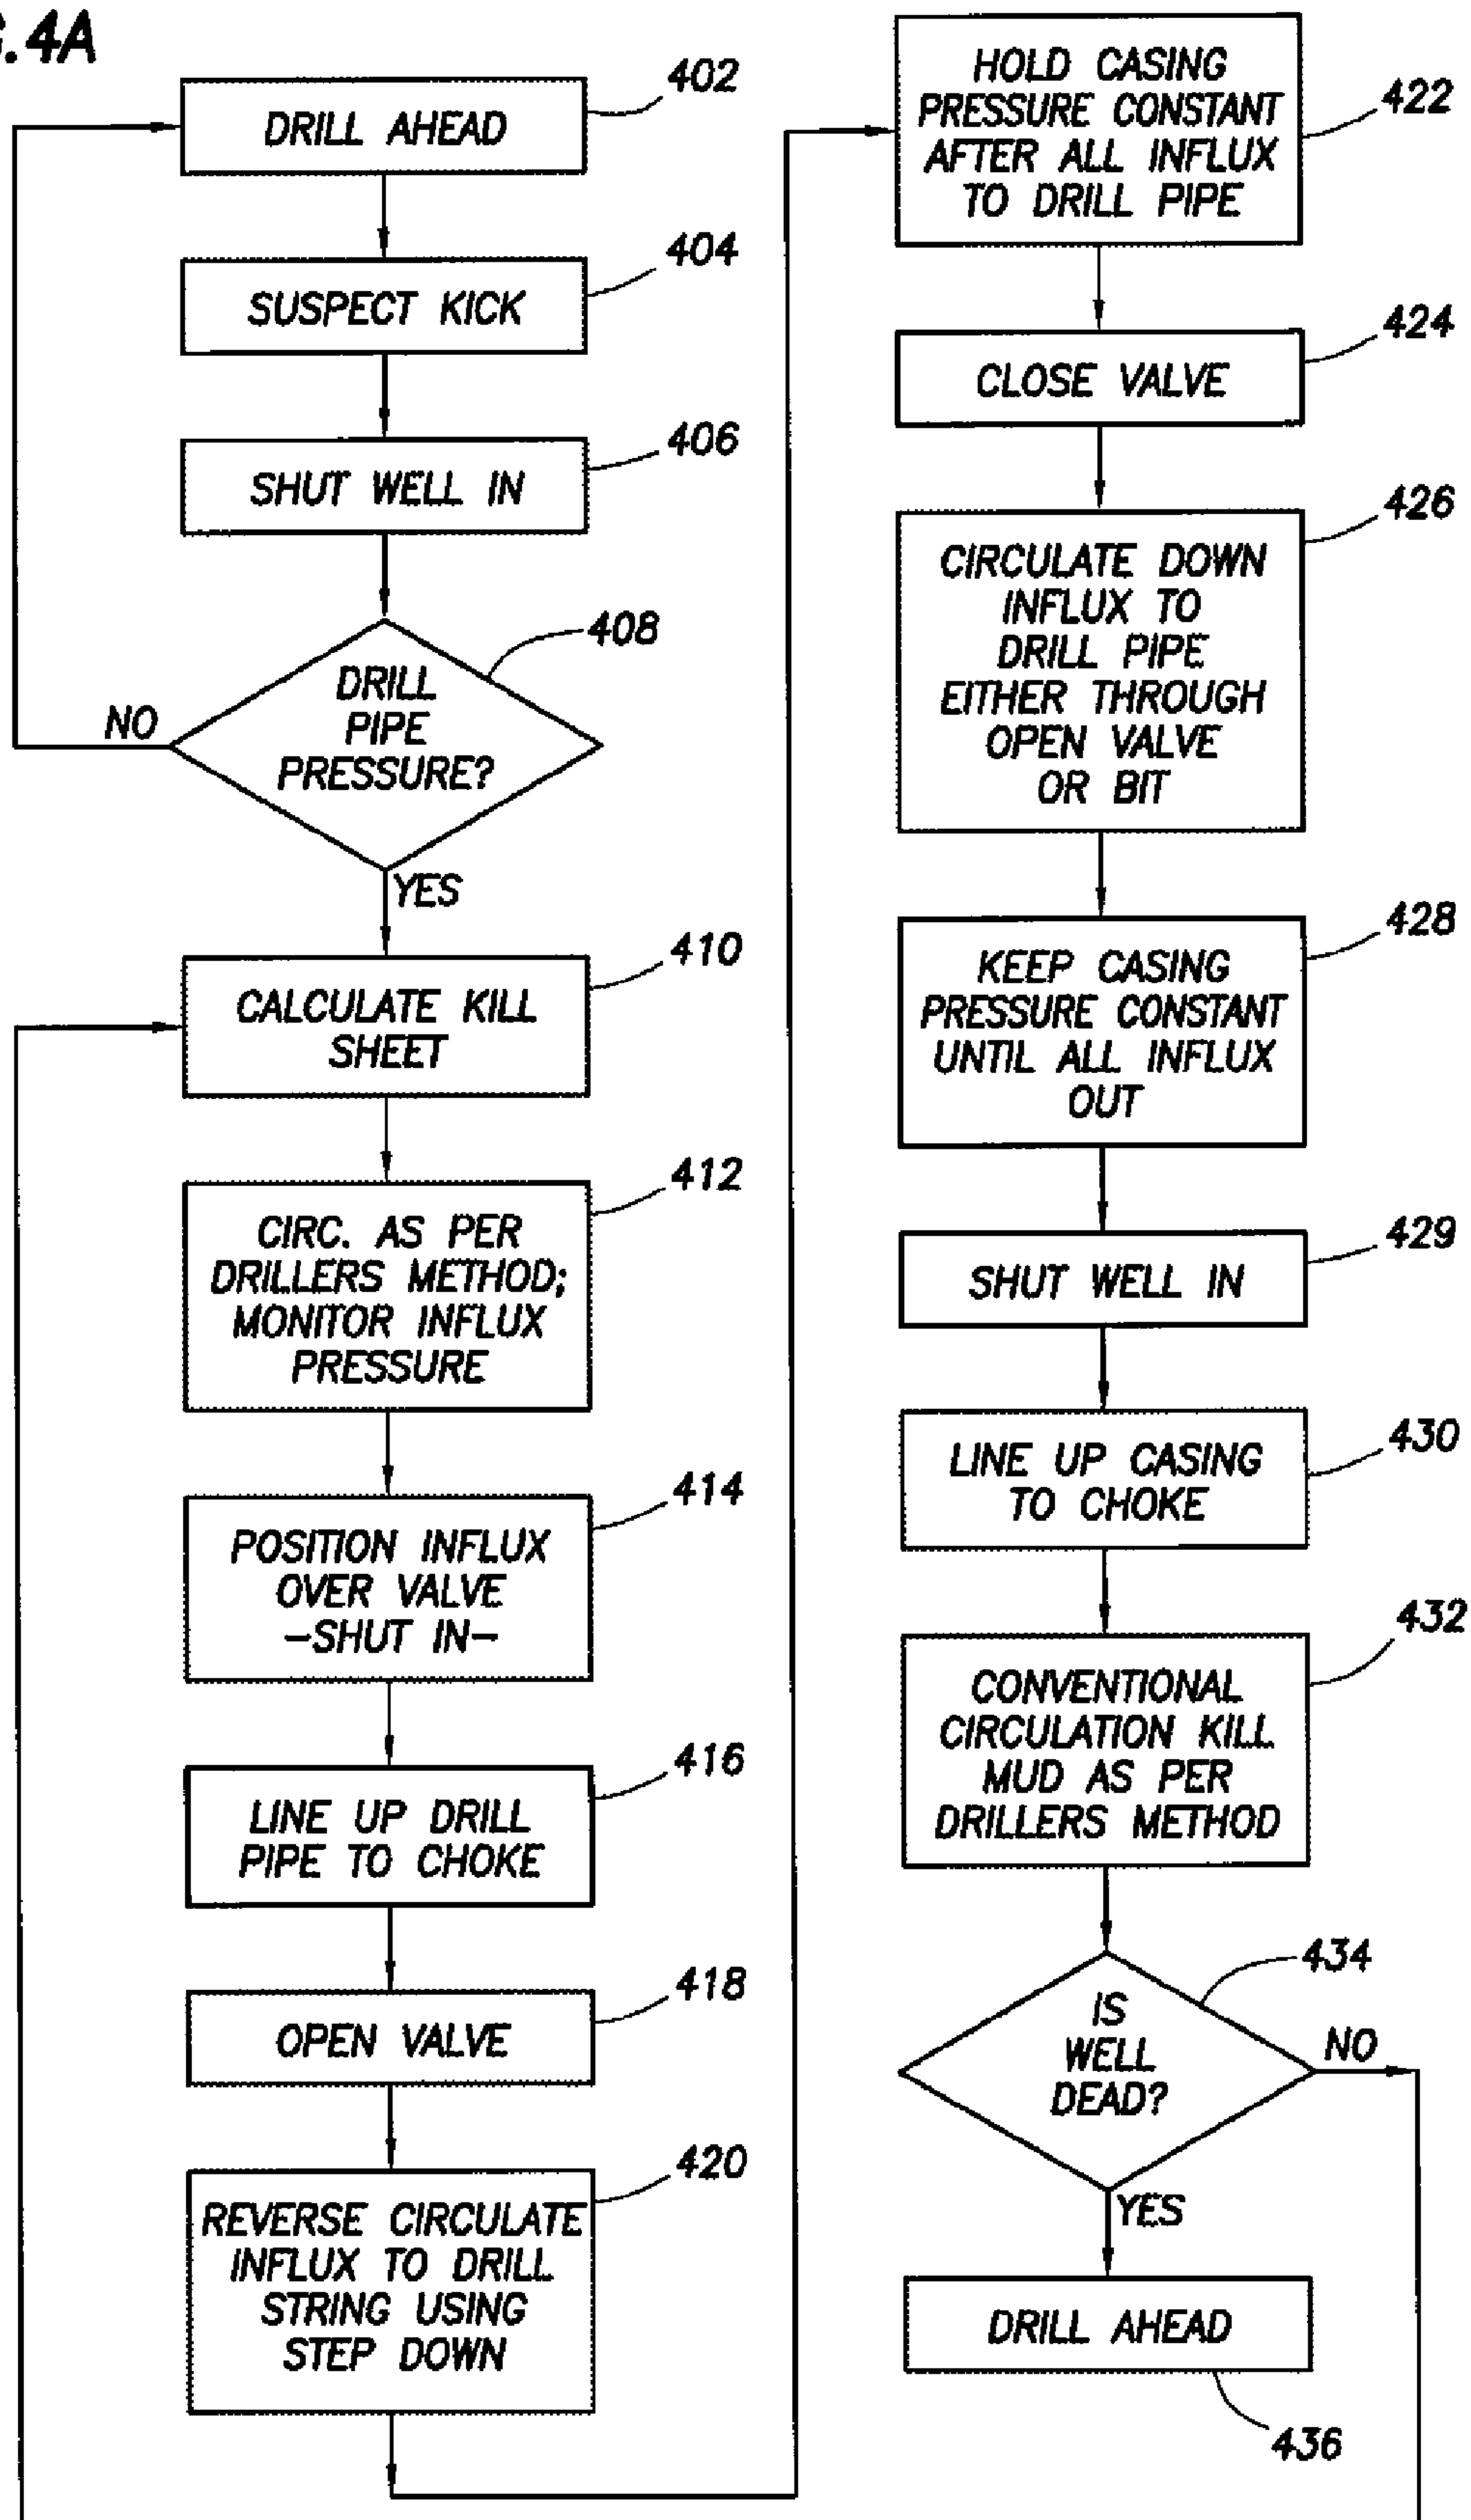 .4A
DRILL AHEAD
402
SUSPECT KICK
404
SHUT WELL IN
406
DRILL
PIPE
PRESSURE?
408
NO
YES
CALCULATE KILL
SHEET
410
CIRC. AS PER
DRILLERS METHOD;
MONITOR INFLUX
PRESSURE
412
POSITION INFLUX
OVER VALVE
-SHUT IN-
414
LINE UP DRILL
PIPE TO CHOKE
416
OPEN VALVE
418
REVERSE CIRCULATE
INFLUX TO DRILL
STRING USING
STEP DOWN
420
HOLD CASING
PRESSURE CONSTANT
AFTER ALL INFLUX
TO DRILL PIPE
422
CLOSE VALVE
424
CIRCULATE DOWN
INFLUX TO
DRILL PIPE
EITHER THROUGH
OPEN VALVE
OR BIT
426
KEEP CASING
PRESSURE CONSTANT
UNTIL ALL INFLUX
OUT
428
SHUT WELL IN
429
LINE UP CASING
TO CHOKE
430
CONVENTIONAL
CIRCULATION KILL
MUD AS PER
DRILLERS METHOD
432
IS
WELL
DEAD?
434
NO
YES
DRILL AHEAD
436